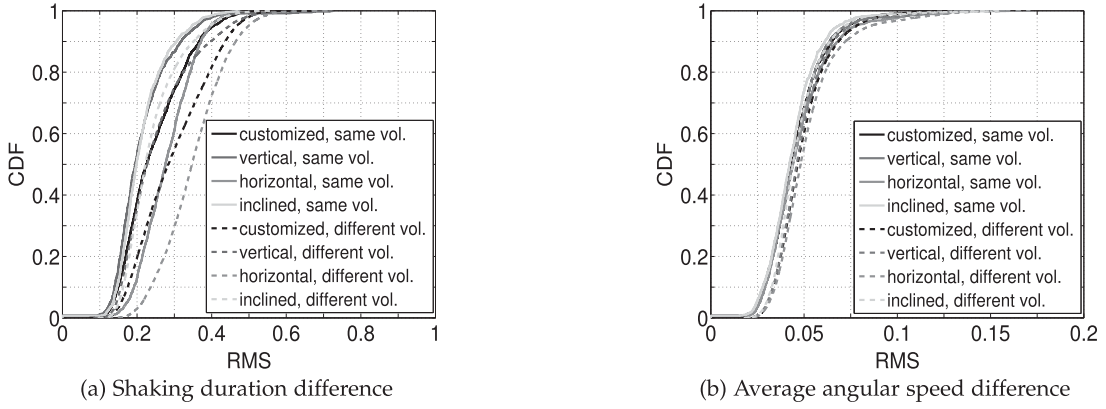 1
0.8
0.6
0.4
0.2
0
CDF
0 0.2 0.4 0.6 0.8 1
RMS
customized, same vol.
vertical, same vol.
horizontal, same vol.
inclined, same vol.
customized, different vol.
vertical, different vol.
horizontal, different vol.
inclined, different vol.
(a) Shaking duration difference
1
0.8
0.6
0.4
0.2
0
CDF
0 0.05 0.1 0.15 0.2
RMS
customized, same vol.
vertical, same vol.
horizontal, same vol.
inclined, same vol.
customized, different vol.
vertical, different vol.
horizontal, different vol.
inclined, different vol.
(b) Average angular speed difference